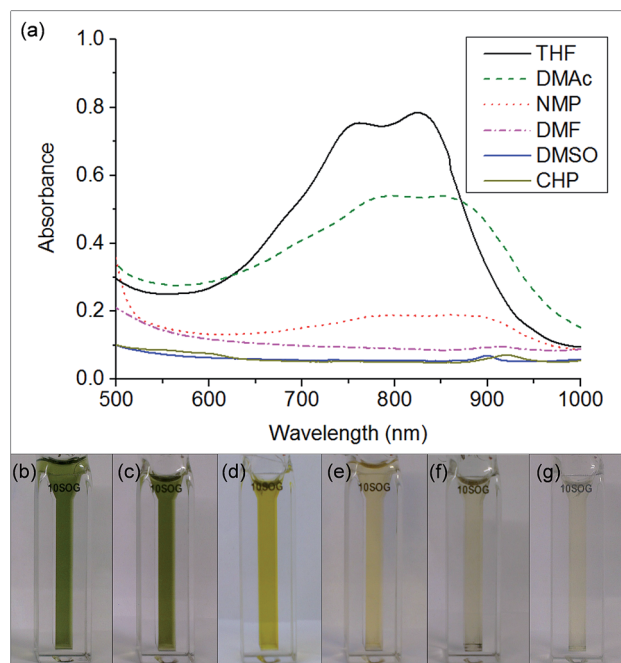 (a)
1.0
0.8
0.6
0.4
0.2
0.0
Absorbance
THF
DMAc
NMP
DMF
DMSO
CHP
500 600 700 800 900 1000
Wavelength (nm)
(b) (c) (d) (e) (f) (g)
10SOG 10SOG 10SOG 10SOG 10SOG 10SOG